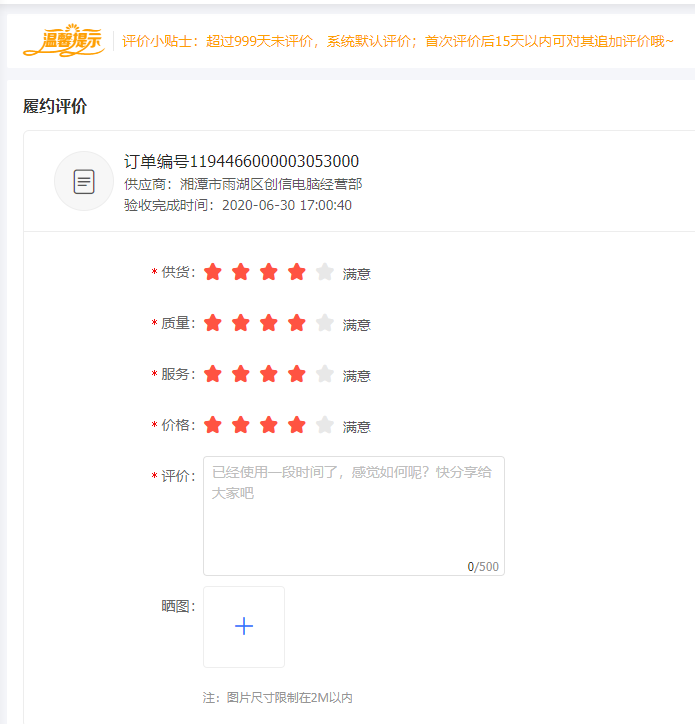 温馨提示 评价小贴士：超过999天未评价，系统默认评价；首次评价后15天以内可对其追加评价哦~
履约评价
订单编号1194466000003053000
供应商：湘潭市雨湖区创信电脑经营部
验收完成时间：2020-06-30 17:00:40
* 供货： 满意
* 质量： 满意
* 服务： 满意
* 价格： 满意
* 评价： 已经使用一段时间了，感觉如何呢？快分享给
大家吧
0/500
晒图：
注：图片尺寸限制在2M以内